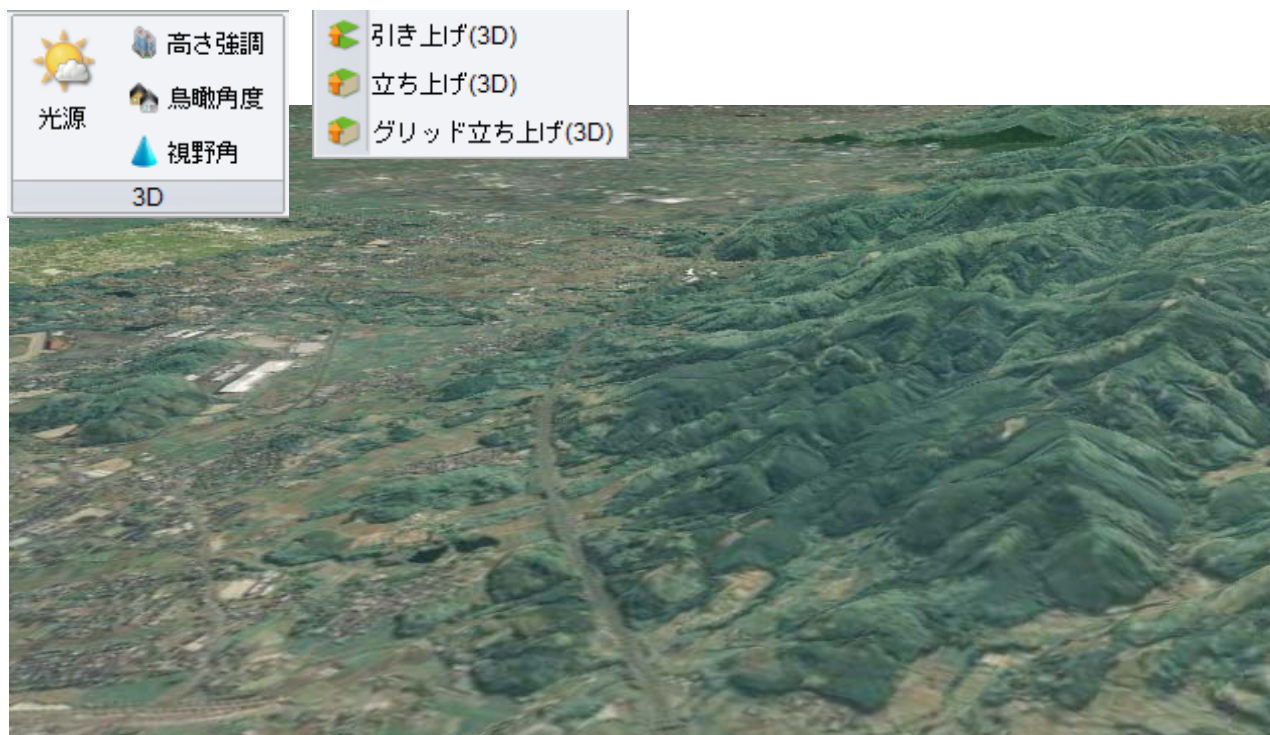 光源
高さ強調
鳥瞰角度
視野角
3D
引き上げ(3D)
立ち上げ(3D)
グリッド立ち上げ(3D)